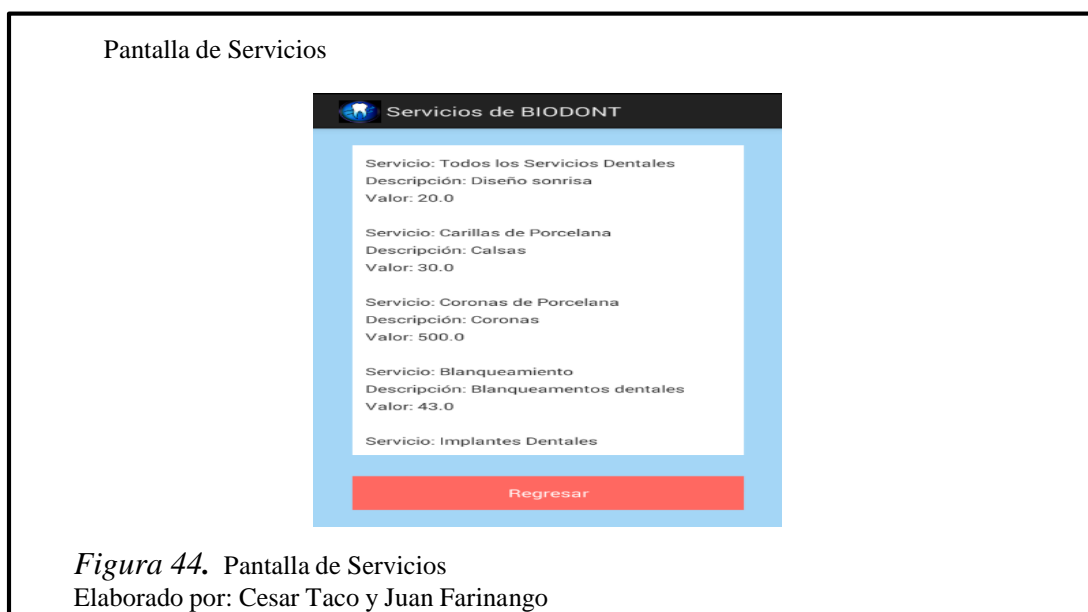 Pantalla de Servicios
Servicios de BIODONT
Servicio: Todos los Servicios Dentales
Descripción: Diseño sonrisa
Valor: 20.0
Servicio: Carillas de Porcelana
Descripción: Calsas
Valor: 30.0
Servicio: Coronas de Porcelana
Descripción: Coronas
Valor: 500.0
Servicio: Blanqueamiento
Descripción: Blanqueamentos dentales
Valor: 43.0
Servicio: Implantes Dentales
Regresar
Figura 44. Pantalla de Servicios
Elaborado por: Cesar Taco y Juan Farinango